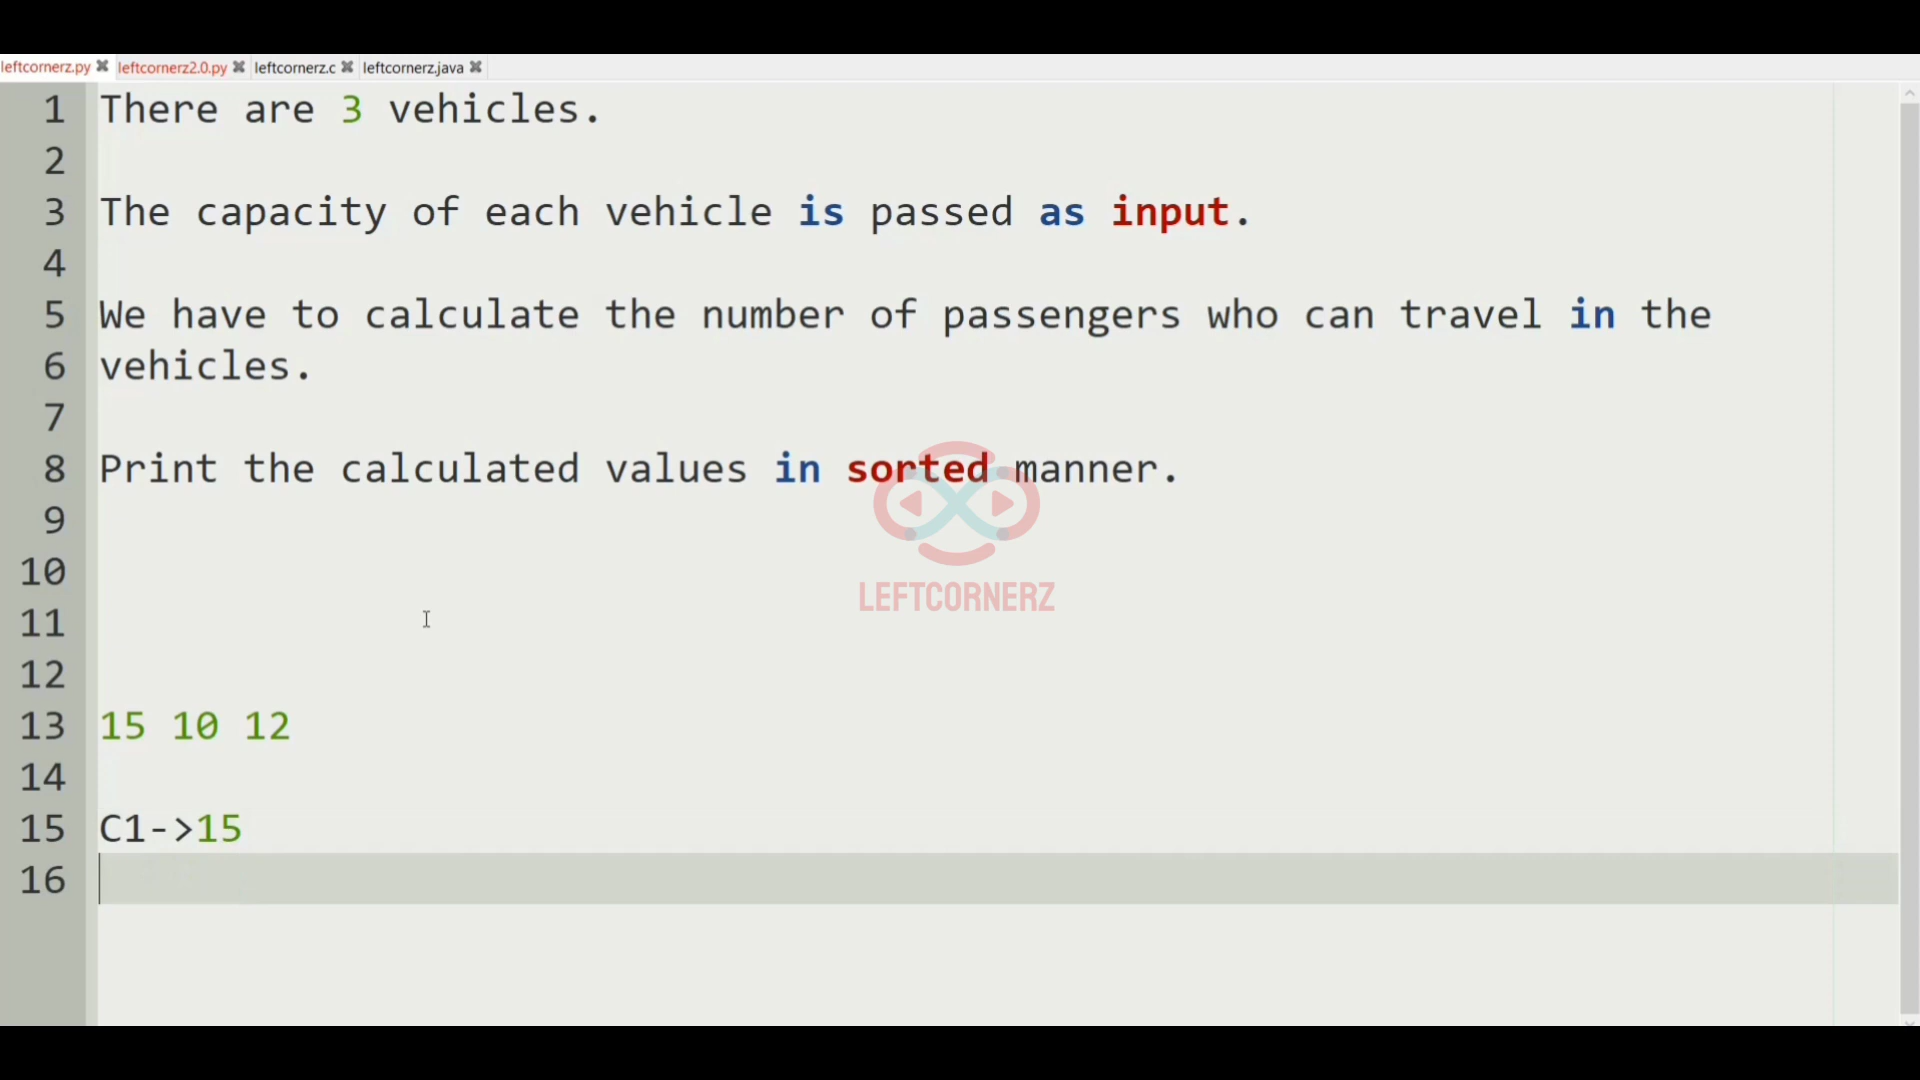 leftcornerz.py leftcornerz2.0.py leftcornerz.c leftcornerz.java
1 There are 3 vehicles.
2
3 The capacity of each vehicle is passed as input.
4
5 We have to calculate the number of passengers who can travel in the
6 vehicles.
7
8 Print the calculated values in sorted manner.
9
10
LEFTCORNERZ
11
12
13 15 10 12
14
15 C1->15
16